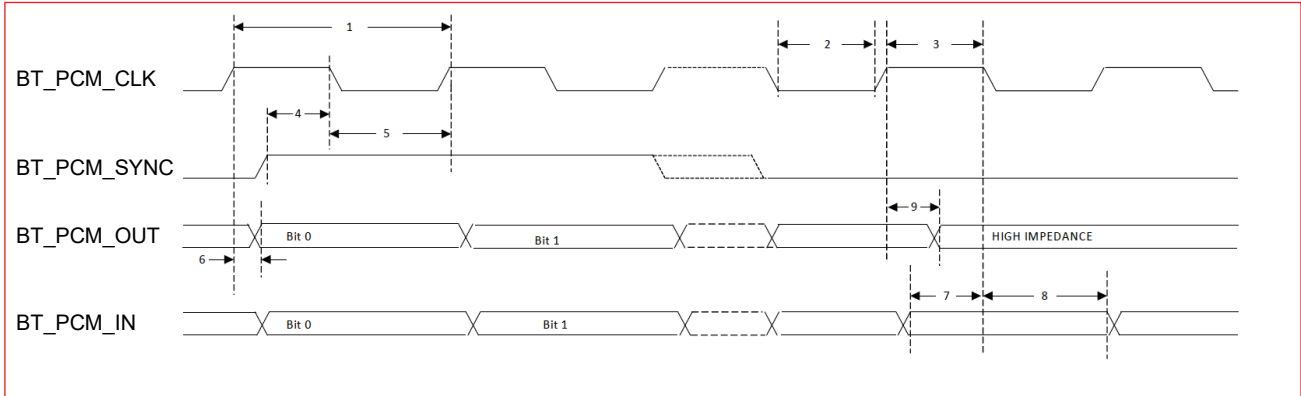 1
2
3
BT_PCM_CLK
4
5
BT_PCM_SYNC
9
BT_PCM_OUT
Bit 0
Bit 1
HIGH IMPEDANCE
6
7
8
BT_PCM_IN
Bit 0
Bit 1